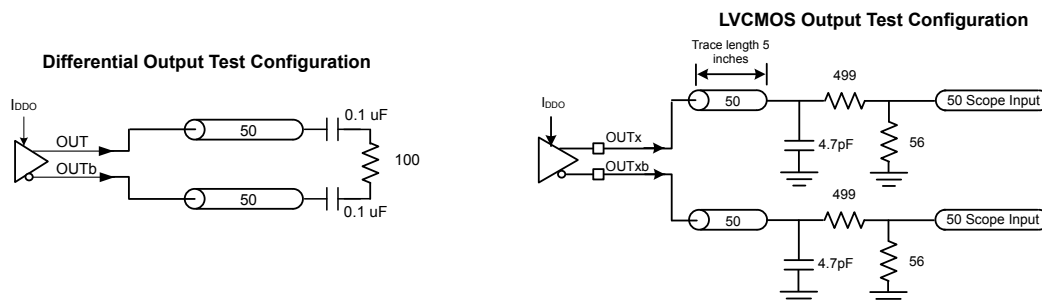 Differential Output Test Configuration
IDDO
OUT
OUTb
50
50
0.1 uF
0.1 uF
100
LVCMOS Output Test Configuration
Trace length 5
inches
IDDO
OUTx
OUTxb
50
4.7pF
499
56
50 Scope Input
50
4.7pF
499
56
50 Scope Input